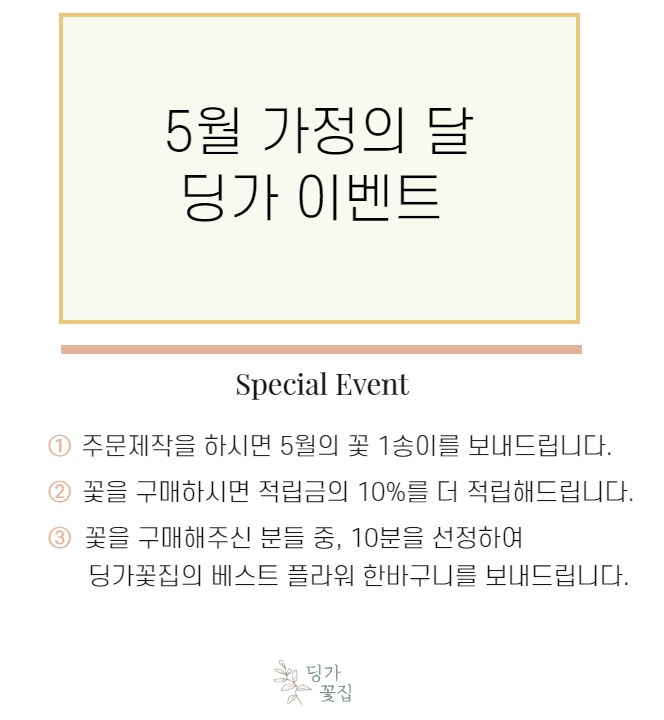 5월 가정의 달
딩가 이벤트
Special Event
① 주문제작을 하시면 5월의 꽃 1송이를 보내드립니다.
② 꽃을 구매하시면 적립금의 10%를 더 적립해드립니다.
③ 꽃을 구매해주신 분들 중, 10분을 선정하여
딩가꽃집의 베스트 플라워 한바구니를 보내드립니다.
딩가
꽃집